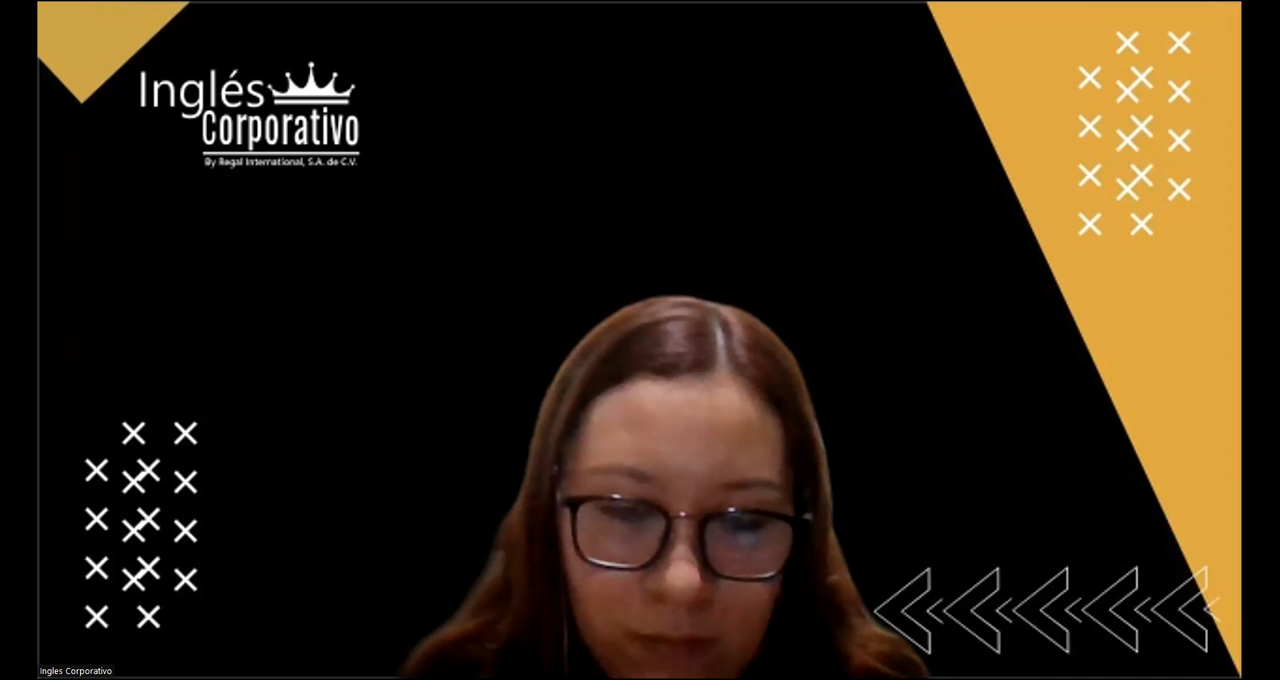 Inglés
Corporativo
By Regal International, S.A. de C.V.
Ingles Corporativo